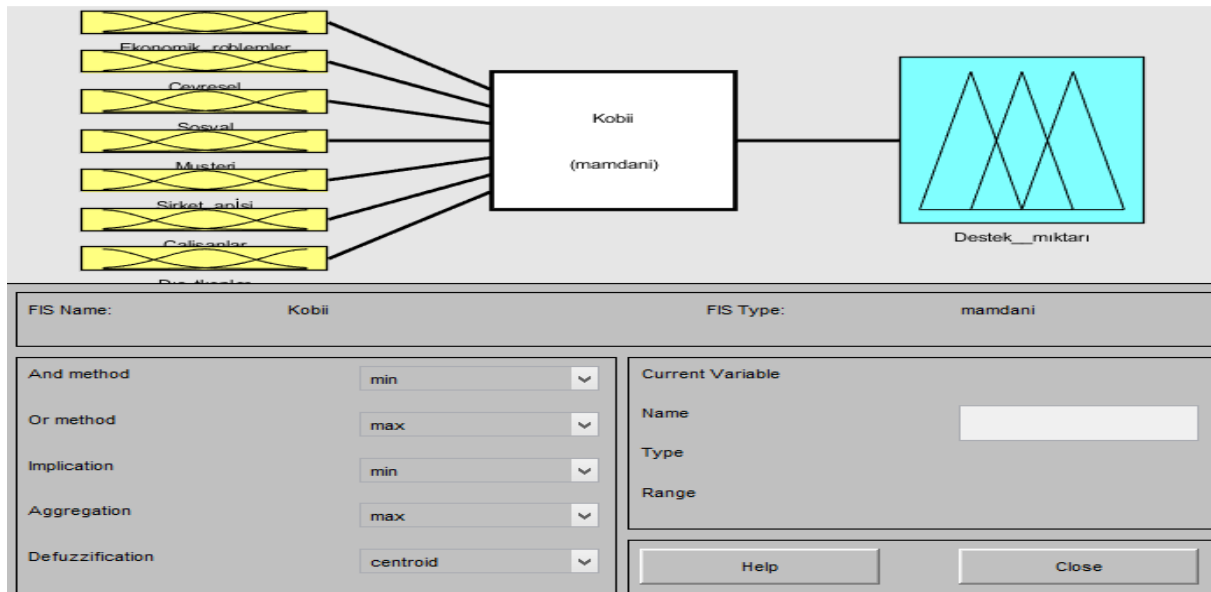 Ekonomik_roblemler
Cevresel
Sosyal
Musteri
Calisanlar
Kobii
(mamdani)
Destek__mıktarı
FIS Name: Kobii FIS Type: mamdani
And method min
Or method max
Implication min
Aggregation max
Defuzzification centroid
Current Variable
Name
Type
Range
Help Close